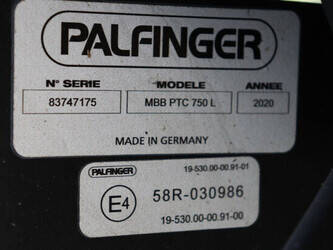 PALFINGER
N° SERIE MODELE ANNEE
83747175 MBB PTC 750 L 2020
MADE IN GERMANY
PALFINGER 19-530.00-00.91-01
E4 58R-030986
19-530.00-00.91-00